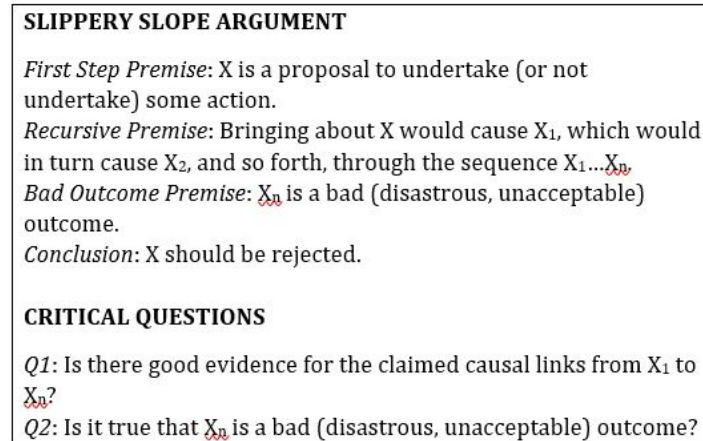 SLIPPERY SLOPE ARGUMENT
First Step Premise: X is a proposal to undertake (or not
undertake) some action.
Recursive Premise: Bringing about X would cause X₁, which would
in turn cause X₂, and so forth, through the sequence X₁...Xₙ.
Bad Outcome Premise: Xₙ is a bad (disastrous, unacceptable)
outcome.
Conclusion: X should be rejected.
CRITICAL QUESTIONS
Q1: Is there good evidence for the claimed causal links from X₁ to
Xₙ?
Q2: Is it true that Xₙ is a bad (disastrous, unacceptable) outcome?